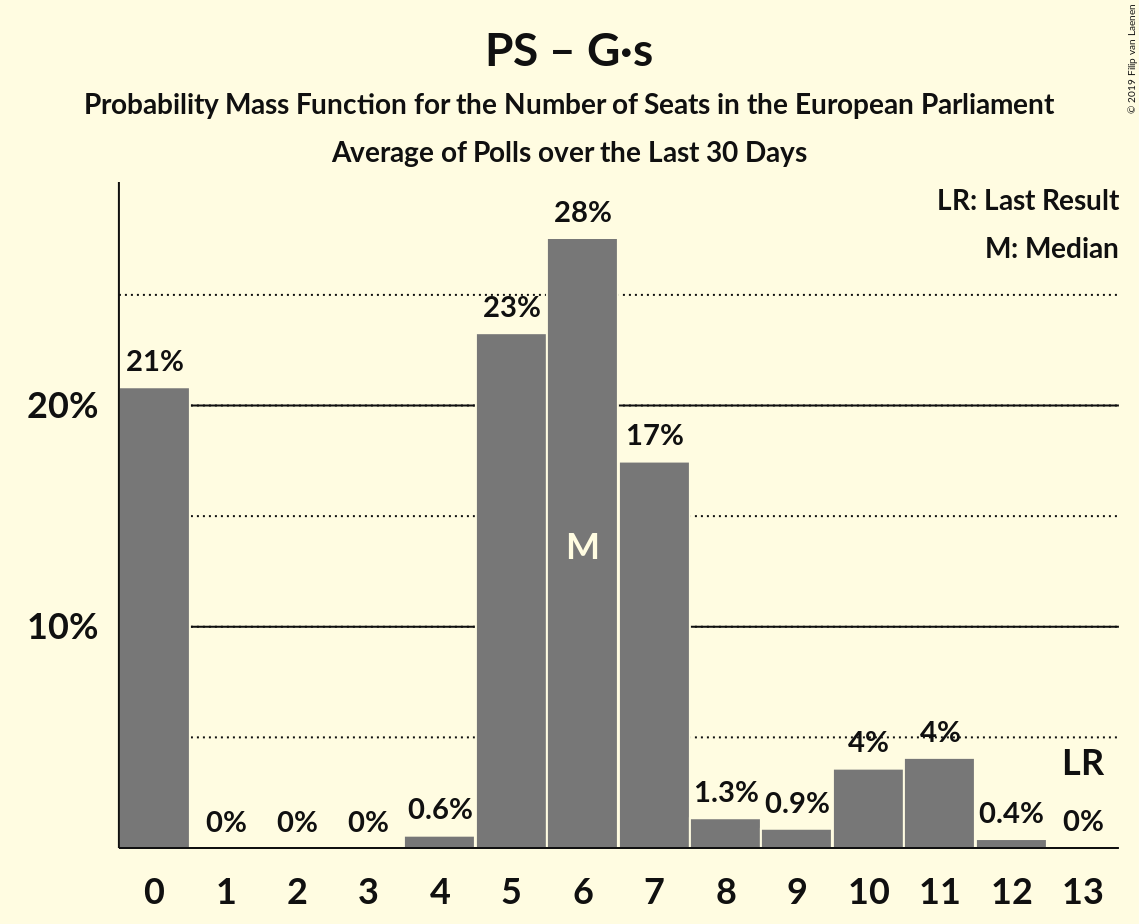 PS – G·s
Probability Mass Function for the Number of Seats in the European Parliament
Average of Polls over the Last 30 Days
© 2019 Filip van Laenen
LR: Last Result
M: Median
28%
23%
21%
20%
17%
M
10%
4%
4%
LR
1.3%
0.9%
0.6%
0.4%
0%
0%
0%
0%
0 1 2 3 4 5 6 7 8 9 10 11 12 13